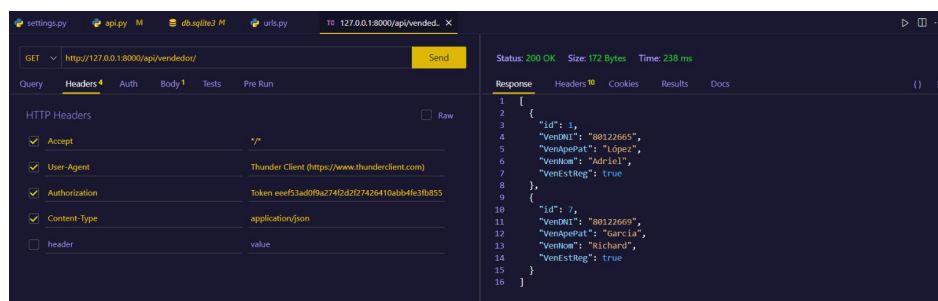 settings.py api.py M db.sqlite3 M urls.py TC 127.0.0.1:8000/api/vended.. X
GET http://127.0.0.1:8000/api/vendedor/ Send
Query Headers 4 Auth Body 1 Tests Pre Run
HTTP Headers Raw
Accept */*
User-Agent Thunder Client (https://www.thunderclient.com)
Authorization Token eeef53ad0f9a274f2d2f27426410abb4fe3fb855
Content-Type application/json
header value
Status: 200 OK Size: 172 Bytes Time: 238 ms
Response Headers 10 Cookies Results Docs {}
1 [
2 {
3 "id": 1,
4 "VenDNI": "80122665",
5 "VenApePat": "López",
6 "VenNom": "Adriel",
7 "VenEstReg": true
8 },
9 {
10 "id": 7,
11 "VenDNI": "80122669",
12 "VenApePat": "Garcia",
13 "VenNom": "Richard",
14 "VenEstReg": true
15 }
16 ]